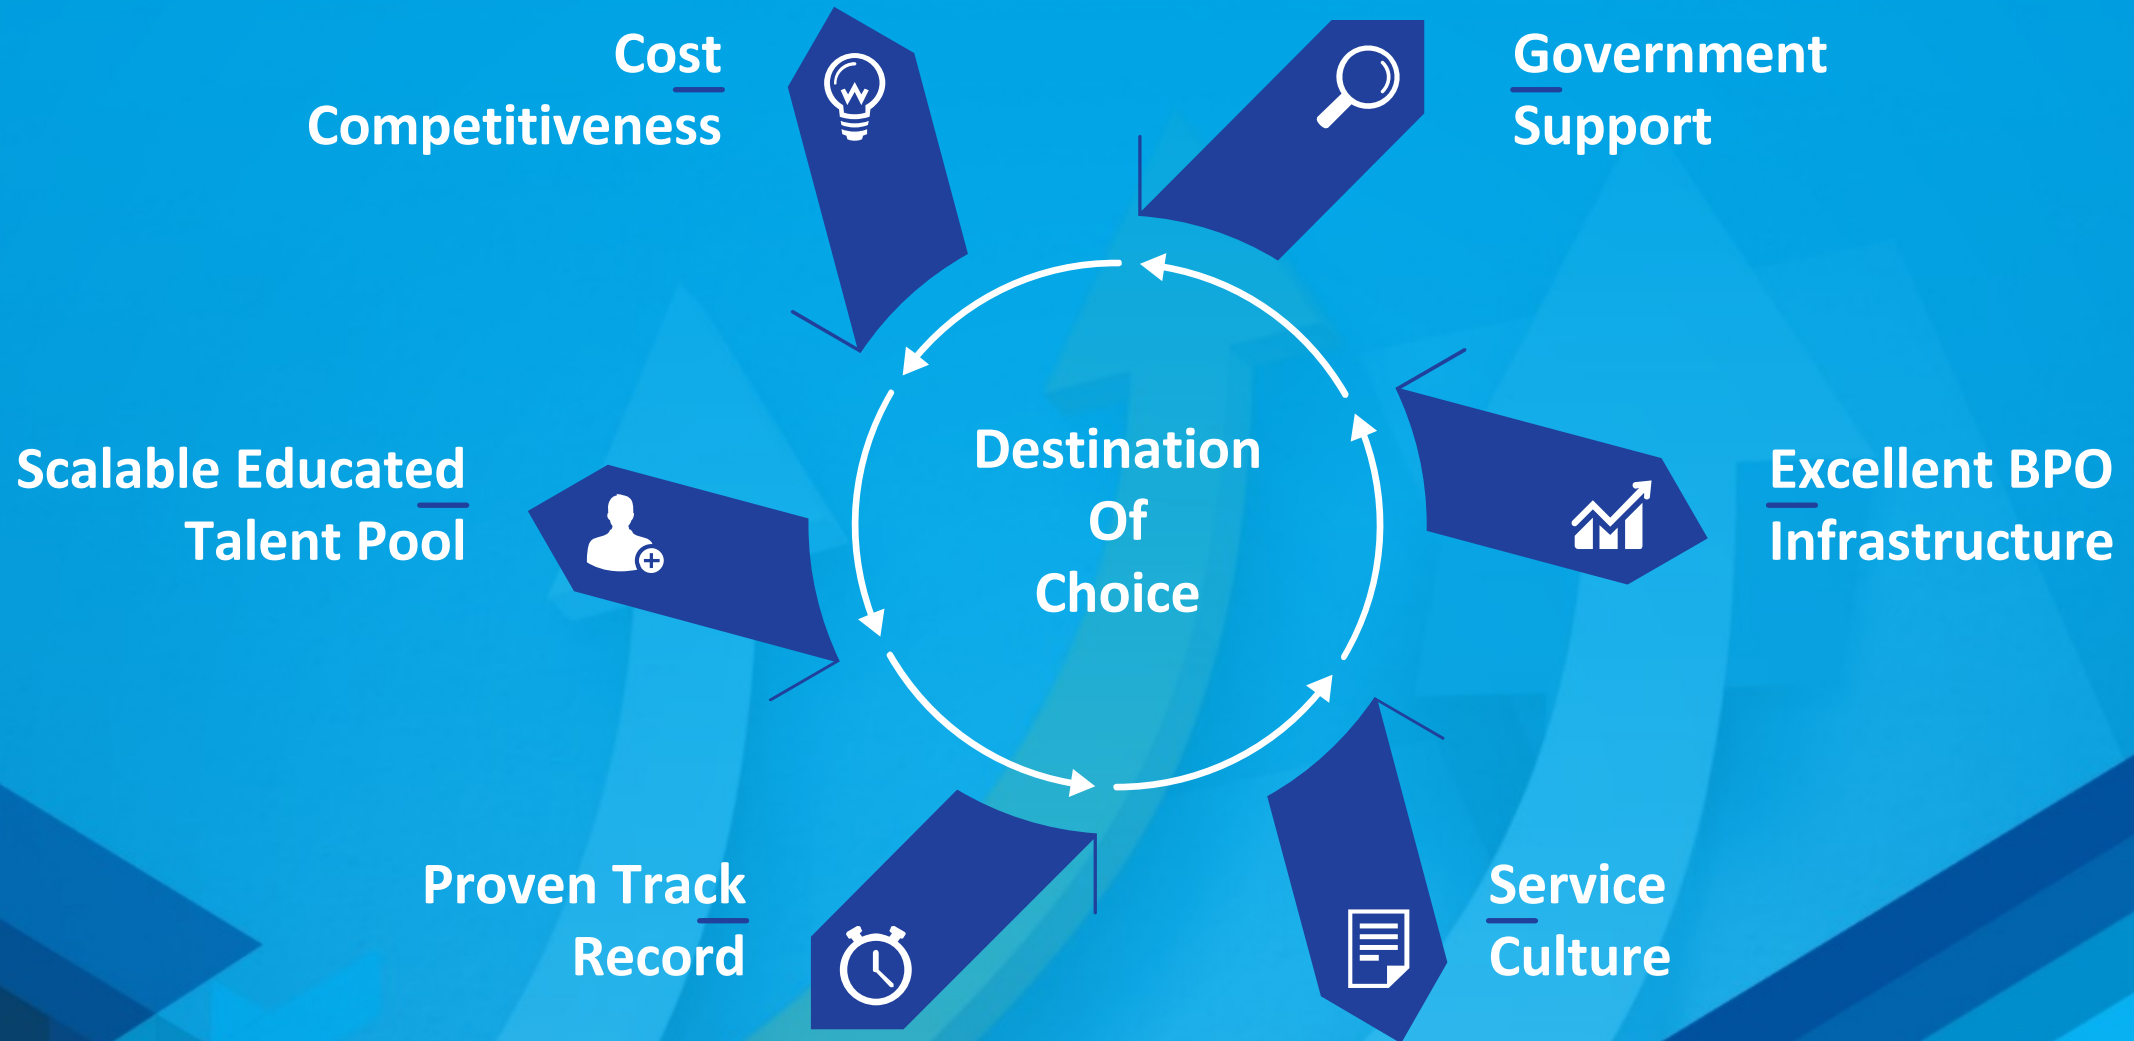 Cost
Competitiveness
Government
Support
Scalable Educated
Talent Pool
Destination
Of
Choice
Excellent BPO
Infrastructure
Proven Track
Record
Service
Culture